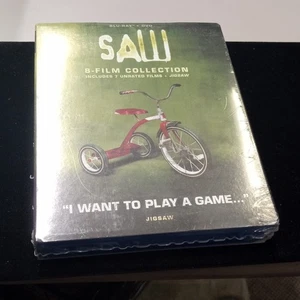 BLU-RAY + DVD
SAW
8-FILM COLLECTION
INCLUDES 7 UNRATED FILMS + JIGSAW
"I WANT TO PLAY A GAME..."
JIGSAW